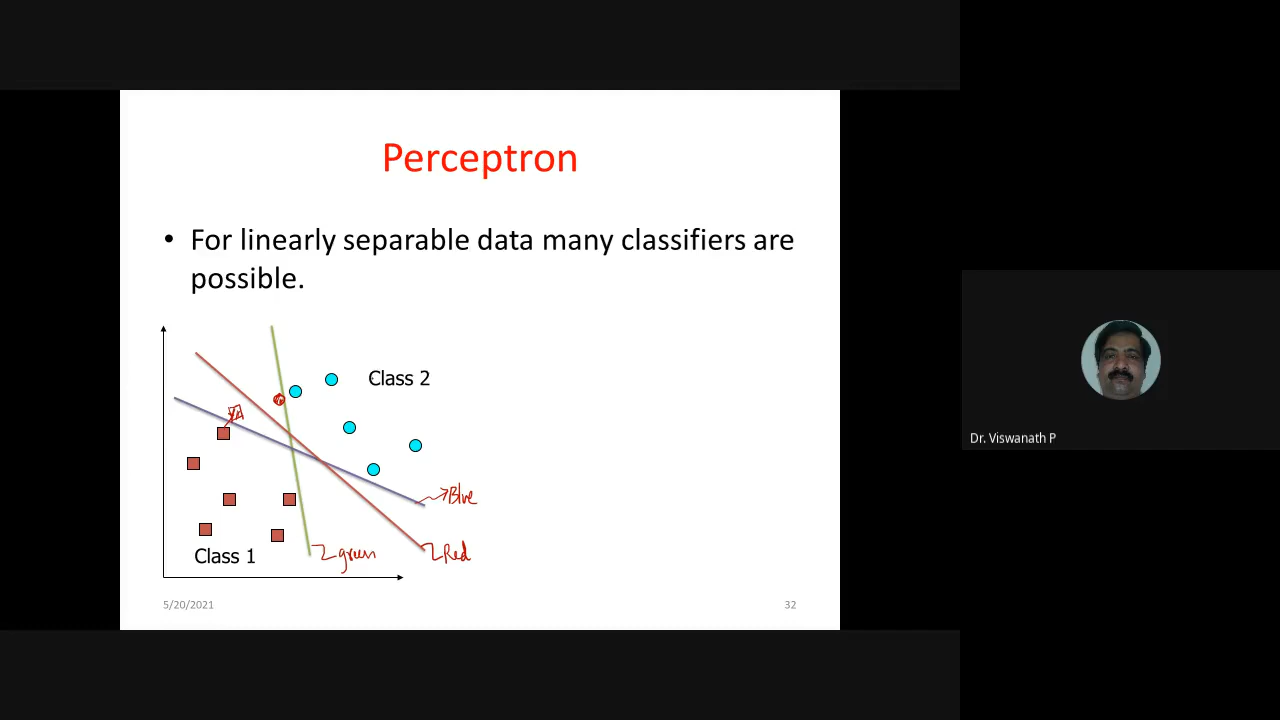 Perceptron
• For linearly separable data many classifiers are
possible.
Class 2
Blue
Class 1
green
Red
5/20/2021
32
Dr. Viswanath P